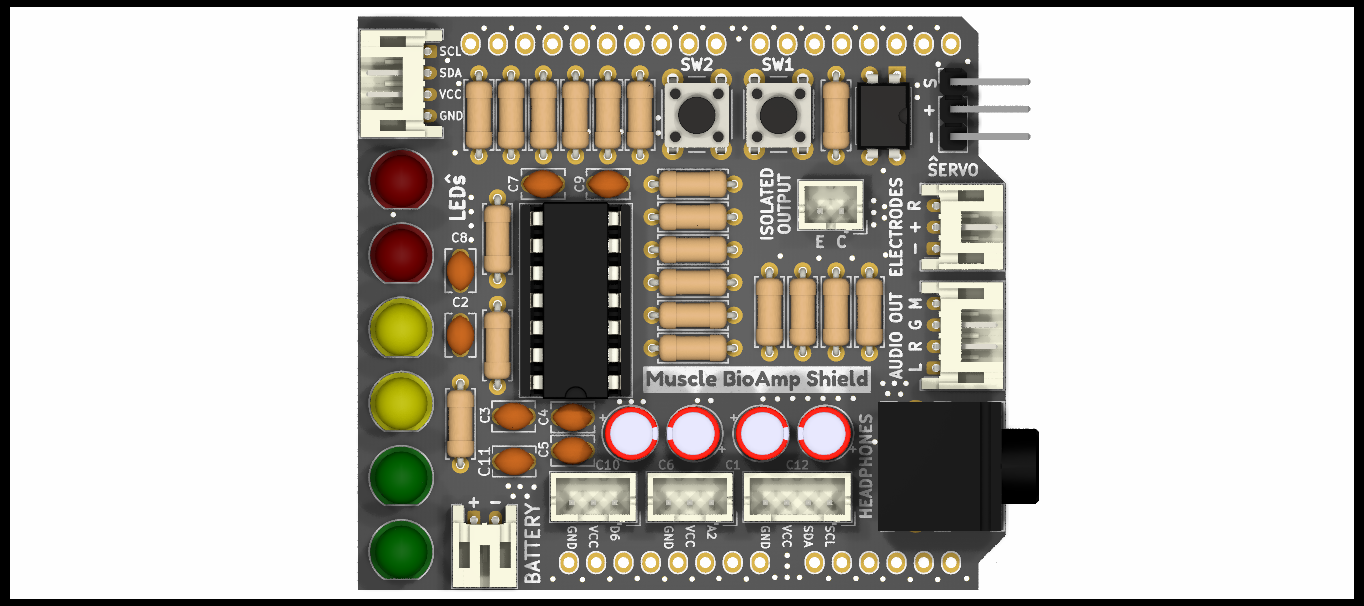 SCL
SDA
VCC
GND
SW2
SW1
S
+
-
SERVO
LEDs
C7
C9
ISOLATED
OUTPUT
E C
ELECTRODES
R
+
-
C8
C2
AUDIO OUT
M
G
R
L
Muscle BioAmp Shield
C3
C4
C5
C11
+
+
+
+
C10
C6
C1
C12
HEADPHONES
+ -
BATTERY
GND
VCC
D6
GND
VCC
A2
GND
VCC
SDA
SCL